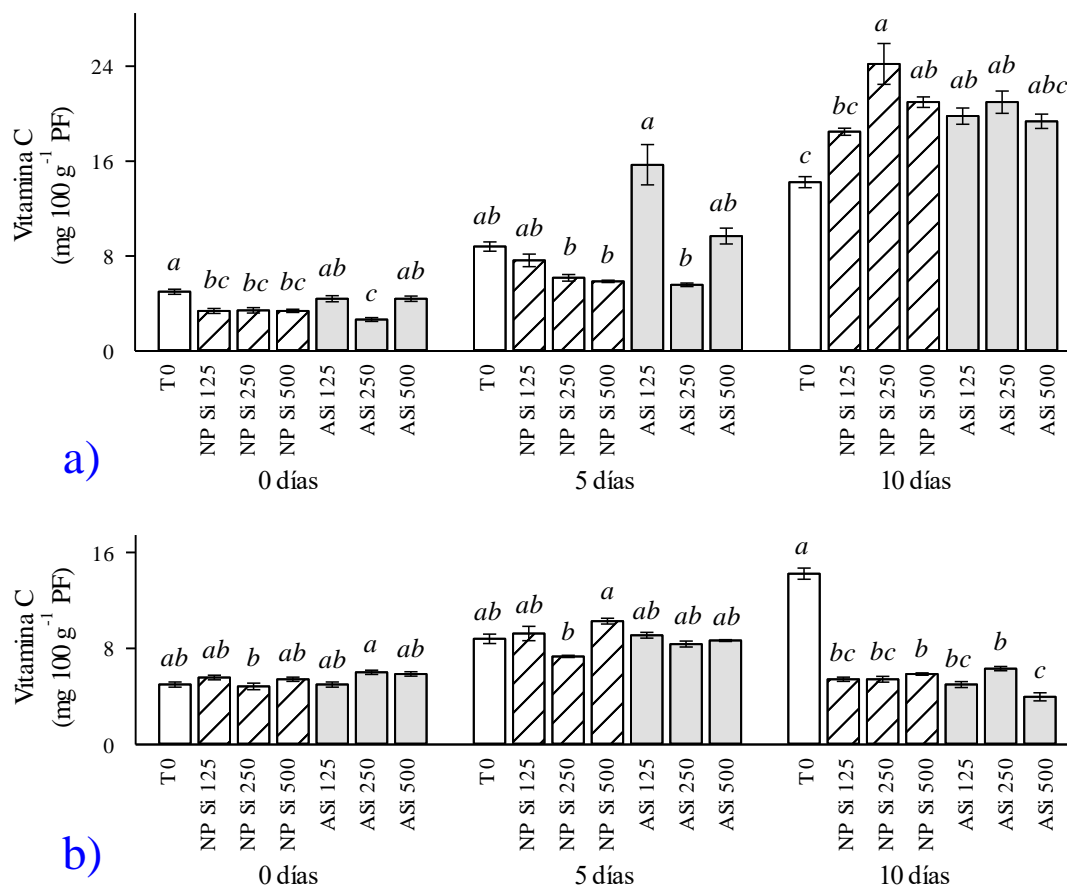 a
ab bc a ab ab ab abc
c
24
16
8
0
Vitamina C
(mg 100 g-1 PF)
ab ab b b b ab
a bc bc bc ab c ab
T0 NP Si 125 NP Si 250 NP Si 500 ASi 125 ASi 250 ASi 500
T0 NP Si 125 NP Si 250 NP Si 500 ASi 125 ASi 250 ASi 500
T0 NP Si 125 NP Si 250 NP Si 500 ASi 125 ASi 250 ASi 500
a)
0 días 5 días 10 días
16
8
0
Vitamina C
(mg 100 g-1 PF)
ab ab b ab ab a ab
ab ab b a ab ab ab
a bc bc b bc b c
T0 NP Si 125 NP Si 250 NP Si 500 ASi 125 ASi 250 ASi 500
T0 NP Si 125 NP Si 250 NP Si 500 ASi 125 ASi 250 ASi 500
T0 NP Si 125 NP Si 250 NP Si 500 ASi 125 ASi 250 ASi 500
b)
0 días 5 días 10 días